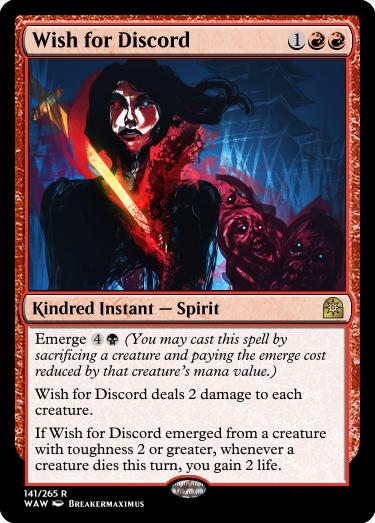 Wish for Discord 1
Kindred Instant — Spirit
Emerge 4 (You may cast this spell by
sacrificing a creature and paying the emerge cost
reduced by that creature's mana value.)
Wish for Discord deals 2 damage to each
creature.
If Wish for Discord emerged from a creature
with toughness 2 or greater, whenever a
creature dies this turn, you gain 2 life.
141/265 R
WAW BREAKERMAXIMUS